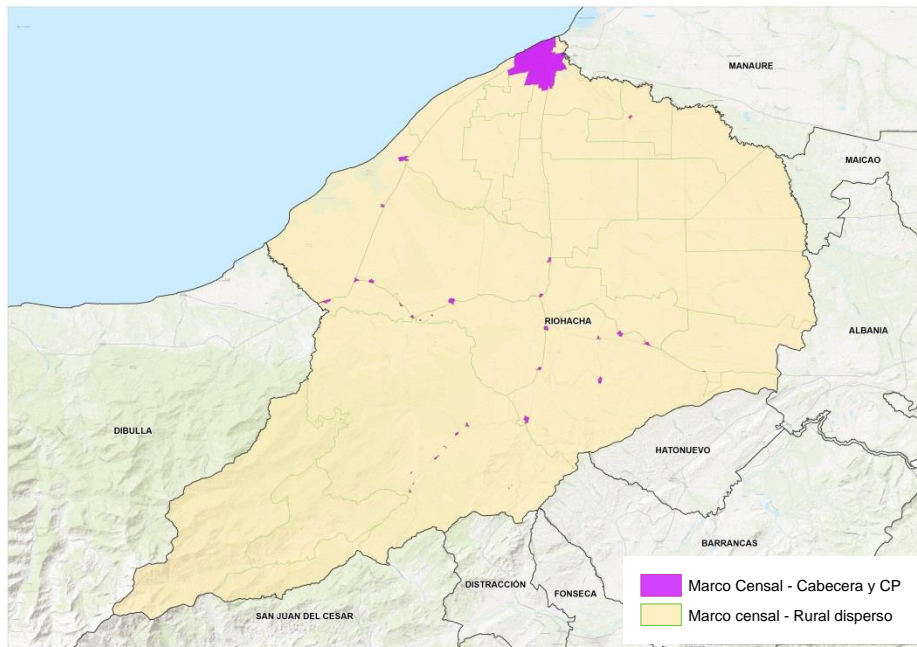 MANAURE
MAICAO
RIOHACHA
ALBANIA
DIBULLA
HATONUEVO
BARRANCAS
DISTRACCIÓN
FONSECA
SAN JUAN DEL CESAR
Marco Censal - Cabecera y CP
Marco censal - Rural disperso